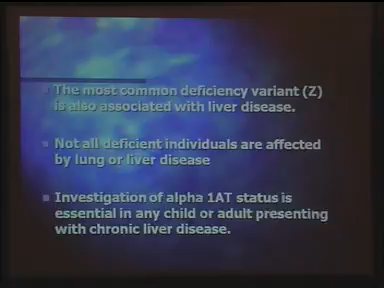 The most common deficiency variant (Z)
is also associated with liver disease.
Not all deficient individuals are affected
by lung or liver disease
Investigation of alpha 1AT status is
essential in any child or adult presenting
with chronic liver disease.